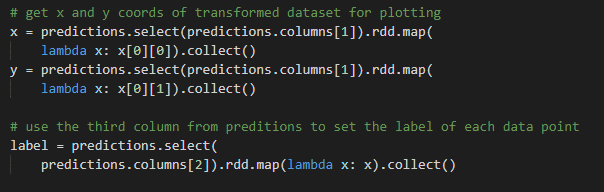 # get x and y coords of transformed dataset for plotting
x = predictions.select(predictions.columns[1]).rdd.map(
    lambda x: x[0][0]).collect()
y = predictions.select(predictions.columns[1]).rdd.map(
    lambda x: x[0][1]).collect()

# use the third column from preditions to set the label of each data point
label = predictions.select(
    predictions.columns[2]).rdd.map(lambda x: x).collect()